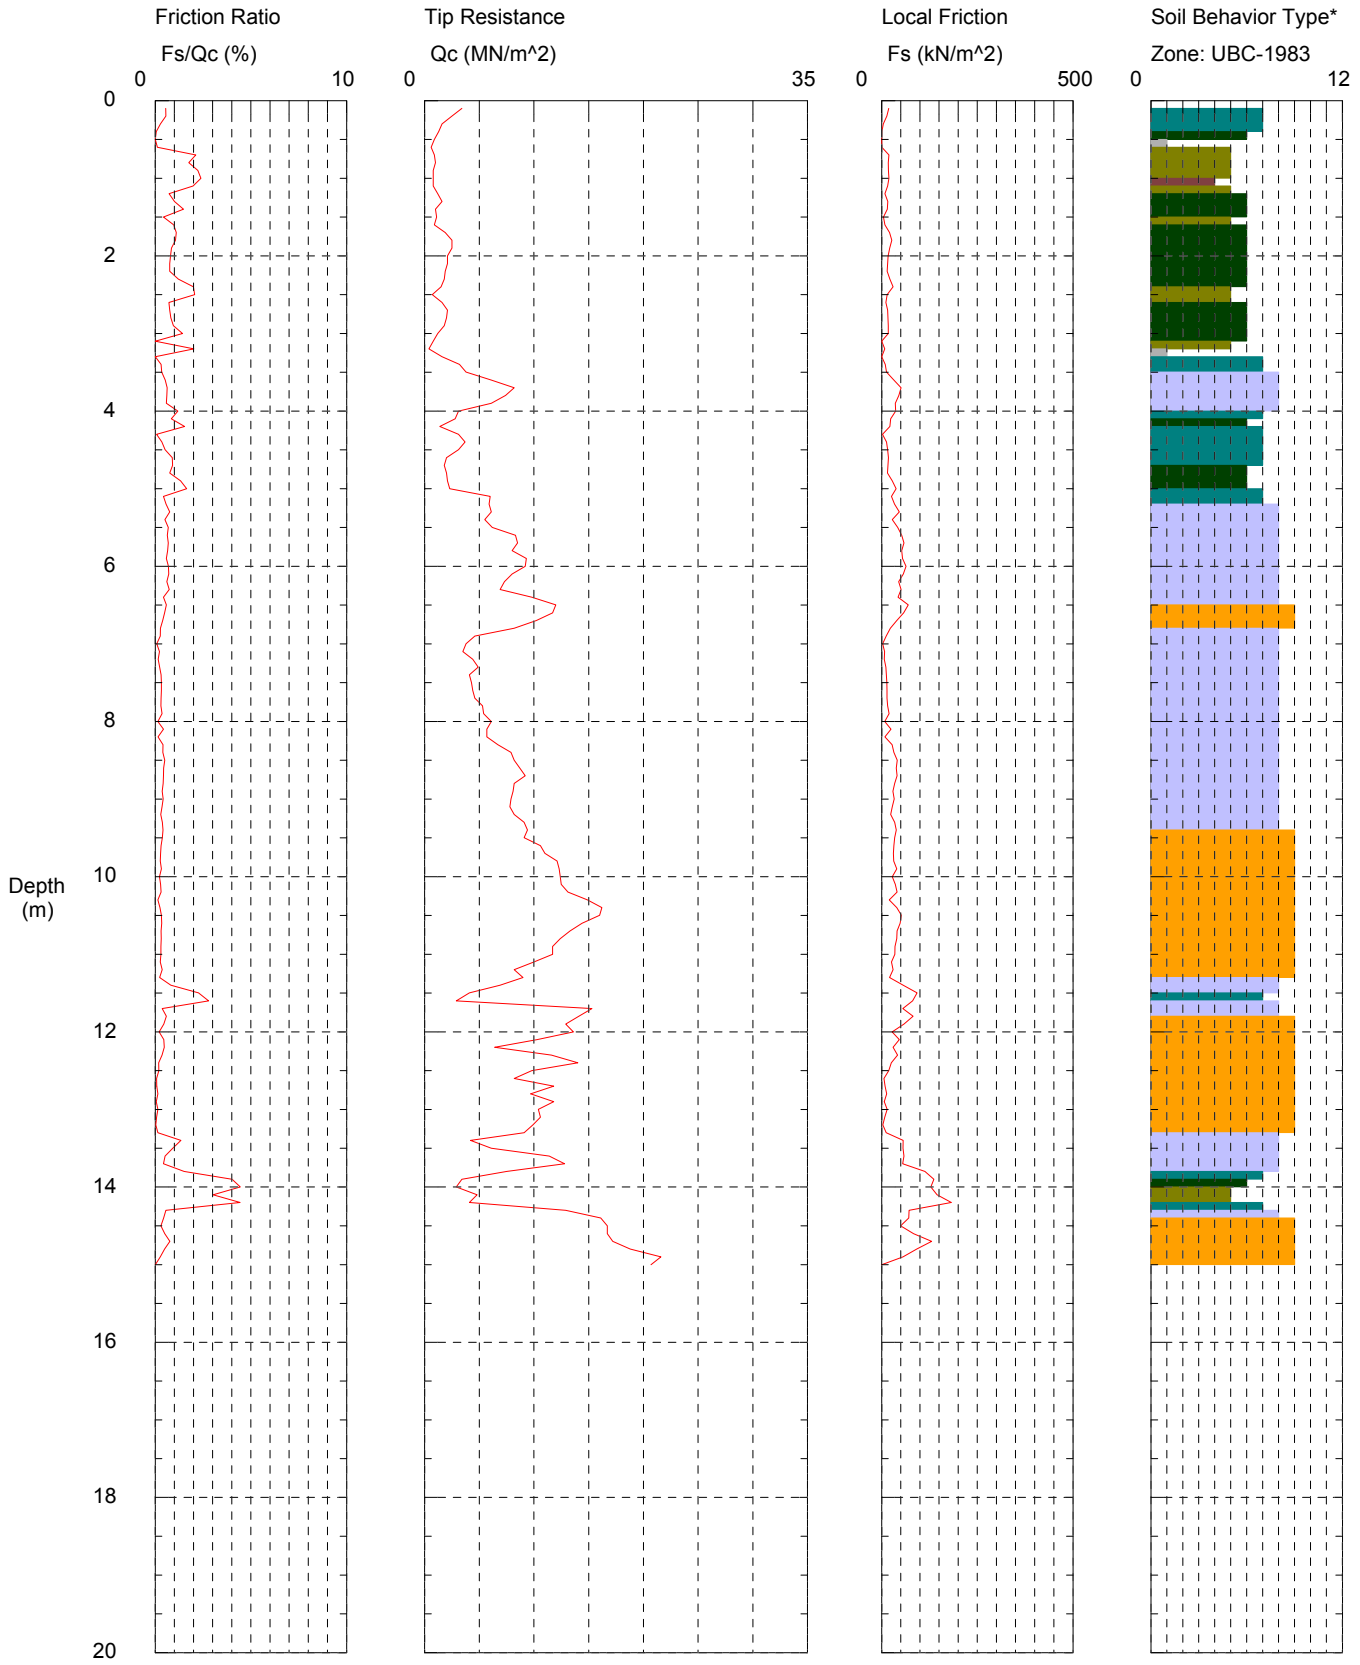 Friction Ratio Tip Resistance Local Friction Soil Behavior Type*
Fs/Qc (%) Qc (MN/m^2) Fs (kN/m^2) Zone: UBC-1983
0 10 0 35 0 500 0 12
0
2
4
6
8
10
Depth
(m)
12
14
16
18
20